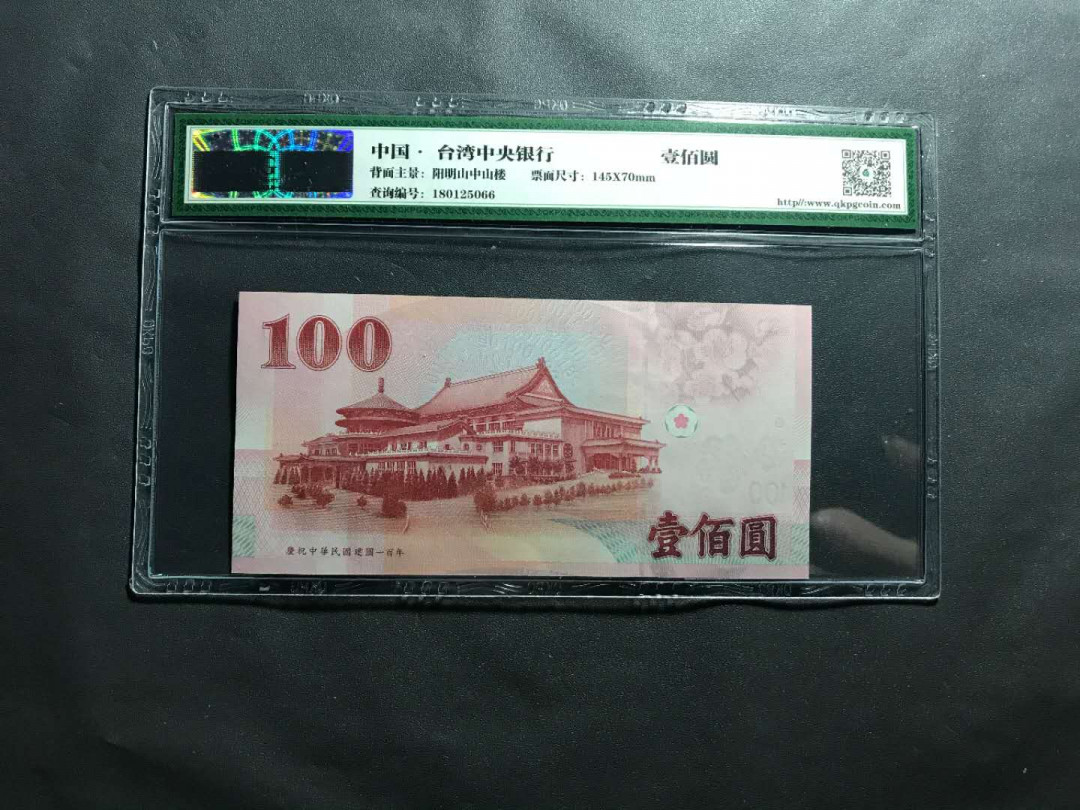 中国· 台湾中央银行 壹佰圆
背面主景：阳明山中山楼 票面尺寸：145X70mm
查询编号：180125066
http//:www.qkpgcoin.com
100
壹佰圓
慶祝中華民國建國一百年